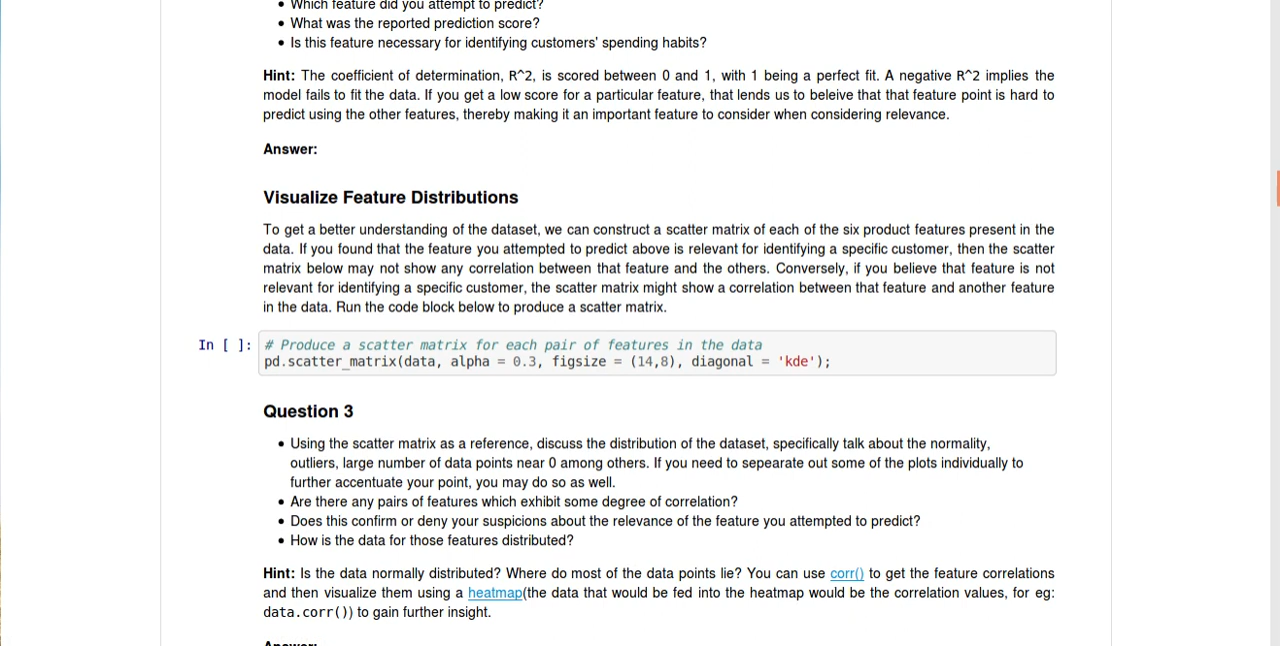 • Which feature did you attempt to predict?
• What was the reported prediction score?
• Is this feature necessary for identifying customers' spending habits?
Hint: The coefficient of determination, R^2, is scored between 0 and 1, with 1 being a perfect fit. A negative R^2 implies the
model fails to fit the data. If you get a low score for a particular feature, that lends us to beleive that that feature point is hard to
predict using the other features, thereby making it an important feature to consider when considering relevance.
Answer:
Visualize Feature Distributions
To get a better understanding of the dataset, we can construct a scatter matrix of each of the six product features present in the
data. If you found that the feature you attempted to predict above is relevant for identifying a specific customer, then the scatter
matrix below may not show any correlation between that feature and the others. Conversely, if you believe that feature is not
relevant for identifying a specific customer, the scatter matrix might show a correlation between that feature and another feature
in the data. Run the code block below to produce a scatter matrix.
In [ ]: # Produce a scatter matrix for each pair of features in the data
pd.scatter_matrix(data, alpha = 0.3, figsize = (14,8), diagonal = 'kde');
Question 3
• Using the scatter matrix as a reference, discuss the distribution of the dataset, specifically talk about the normality,
outliers, large number of data points near 0 among others. If you need to sepearate out some of the plots individually to
further accentuate your point, you may do so as well.
• Are there any pairs of features which exhibit some degree of correlation?
• Does this confirm or deny your suspicions about the relevance of the feature you attempted to predict?
• How is the data for those features distributed?
Hint: Is the data normally distributed? Where do most of the data points lie? You can use corr() to get the feature correlations
and then visualize them using a heatmap(the data that would be fed into the heatmap would be the correlation values, for eg:
data.corr()) to gain further insight.
Answer: